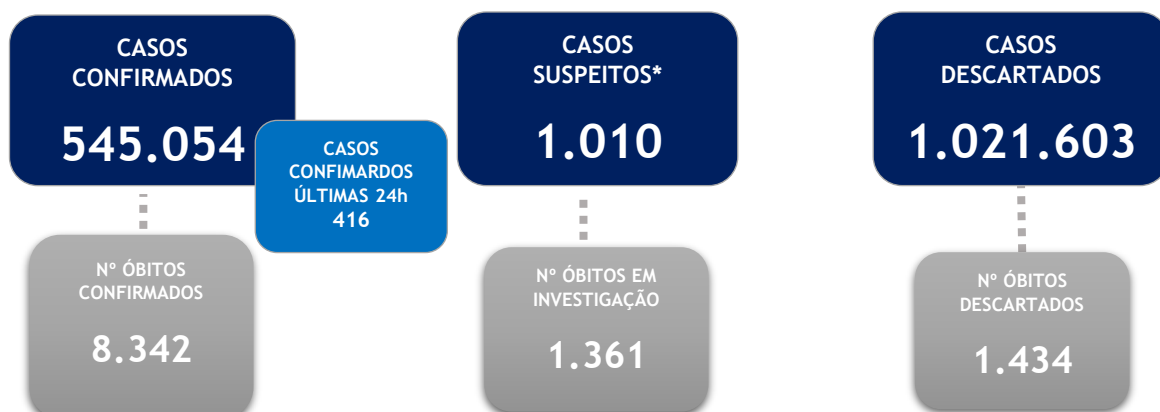 CASOS
CONFIRMADOS
545.054
CASOS
CONFIMARDOS
ÚLTIMAS 24h
416
Nº ÓBITOS
CONFIRMADOS
8.342
CASOS
SUSPEITOS*
1.010
Nº ÓBITOS EM
INVESTIGAÇÃO
1.361
CASOS
DESCARTADOS
1.021.603
Nº ÓBITOS
DESCARTADOS
1.434